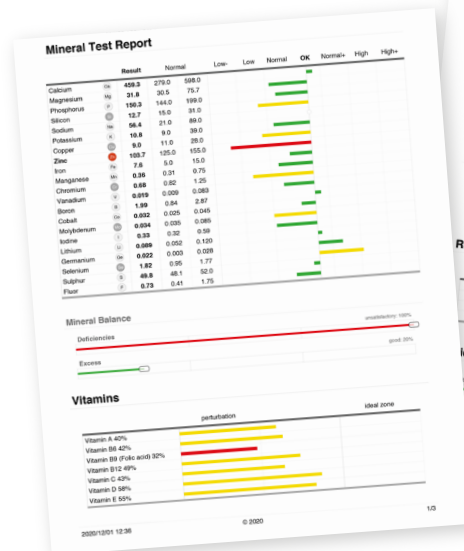 Mineral Test Report
Result Normal Low- Low Normal OK Normal+ High High+
Calcium Ca 459.3 279.0 598.0
Magnesium Mg 31.8 30.5 75.7
Phosphorus P 150.3 144.0 199.0
Silicon 12.7 15.0 31.0
Sodium Na 56.4 21.0 89.0
Potassium K 10.8 9.0 39.0
Copper 9.0 11.0 28.0
Zinc 103.7 125.0 155.0
Iron Fe 7.6 5.0 15.0
Manganese Mn 0.36 0.31 0.75
Chromium 0.68 0.82 1.25
Vanadium V 0.019 0.009 0.083
Boron B 1.99 0.84 2.87
Cobalt Co 0.032 0.025 0.045
Molybdenum 0.034 0.035 0.085
Iodine I 0.33 0.32 0.59
Lithium Li 0.089 0.052 0.120
Germanium Ge 0.022 0.003 0.028
Selenium 1.82 0.95 1.77
Sulphur S 49.8 48.1 52.0
Fluor F 0.73 0.41 1.75
Mineral Balance
Deficiencies unsatisfactory: 100%
Excess good: 20%
Vitamins
perturbation ideal zone
Vitamin A 40%
Vitamin B6 42%
Vitamin B9 (Folic acid) 32%
Vitamin B12 49%
Vitamin C 43%
Vitamin D 58%
Vitamin E 55%
2020/12/01 12:36 © 2020 1/3